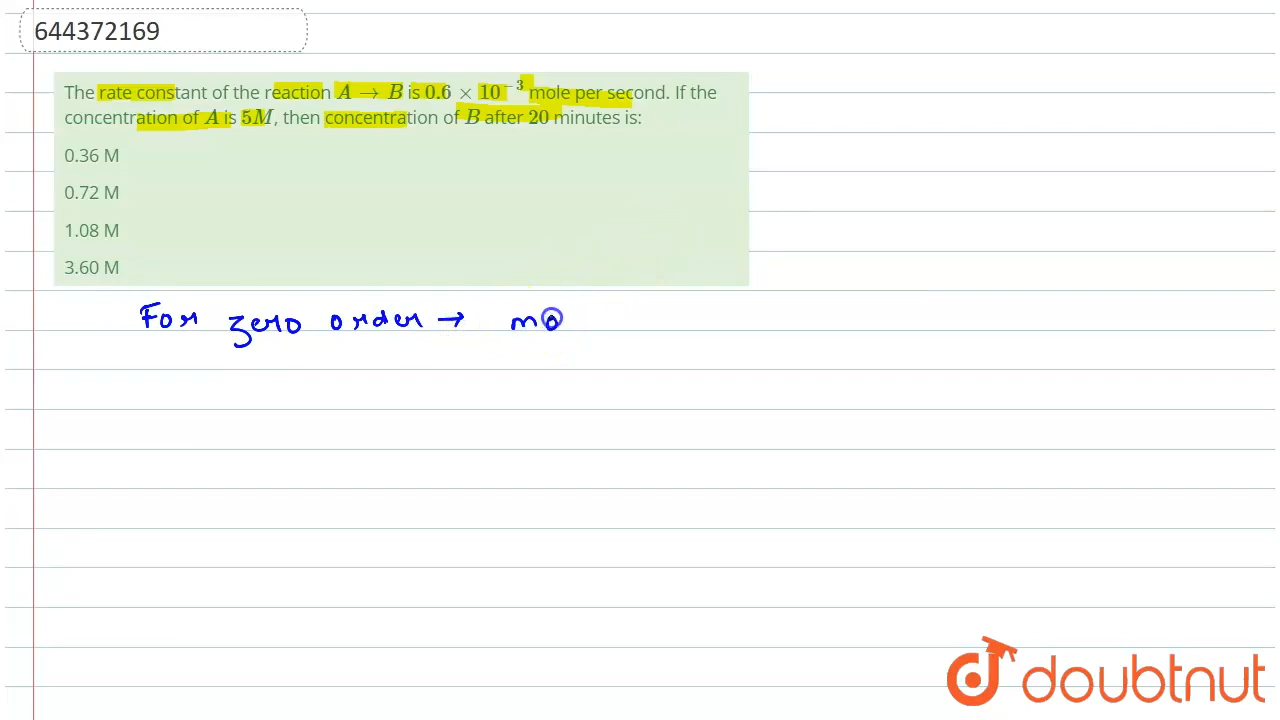 644372169
The rate constant of the reaction A → B is 0.6 × 10⁻³ mole per second. If the
concentration of A is 5M, then concentration of B after 20 minutes is:
0.36 M
0.72 M
1.08 M
3.60 M
For zero order → mo
doubtnut